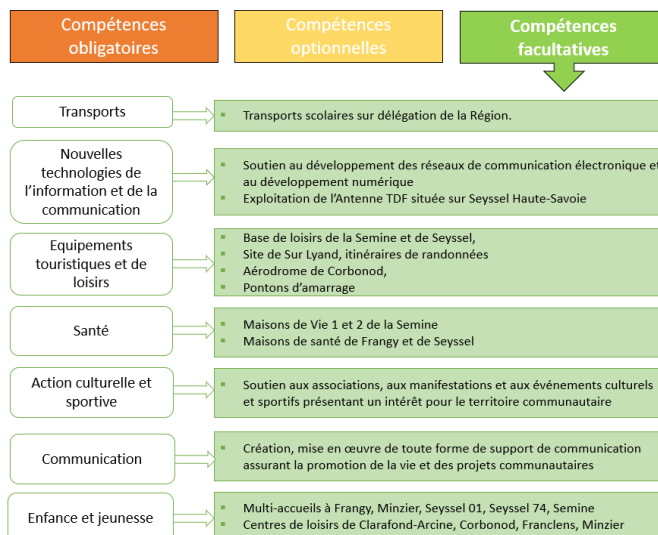 Compétences
obligatoires
Compétences
optionnelles
Compétences
facultatives
Transports
Transports scolaires sur délégation de la Région.
Nouvelles
technologies de
l'information et de la
communication
Soutien au développement des réseaux de communication électronique et
au développement numérique
Exploitation de l'Antenne TDF située sur Seyssel Haute-Savoie
Equipements
touristiques et de
loisirs
Base de loisirs de la Semine et de Seyssel,
Site de Sur Lyand, itinéraires de randonnées
Aérodrome de Corbonod,
Pontons d'amarrage
Santé
Maisons de Vie 1 et 2 de la Semine
Maisons de santé de Frangy et de Seyssel
Action culturelle et
sportive
Soutien aux associations, aux manifestations et aux événements culturels
et sportifs présentant un intérêt pour le territoire communautaire
Communication
Création, mise en œuvre de toute forme de support de communication
assurant la promotion de la vie et des projets communautaires
Enfance et jeunesse
Multi-accueils à Frangy, Minzier, Seyssel 01, Seyssel 74, Semine
Centres de loisirs de Clarafond-Arcine, Corbonod, Franclens, Minzier